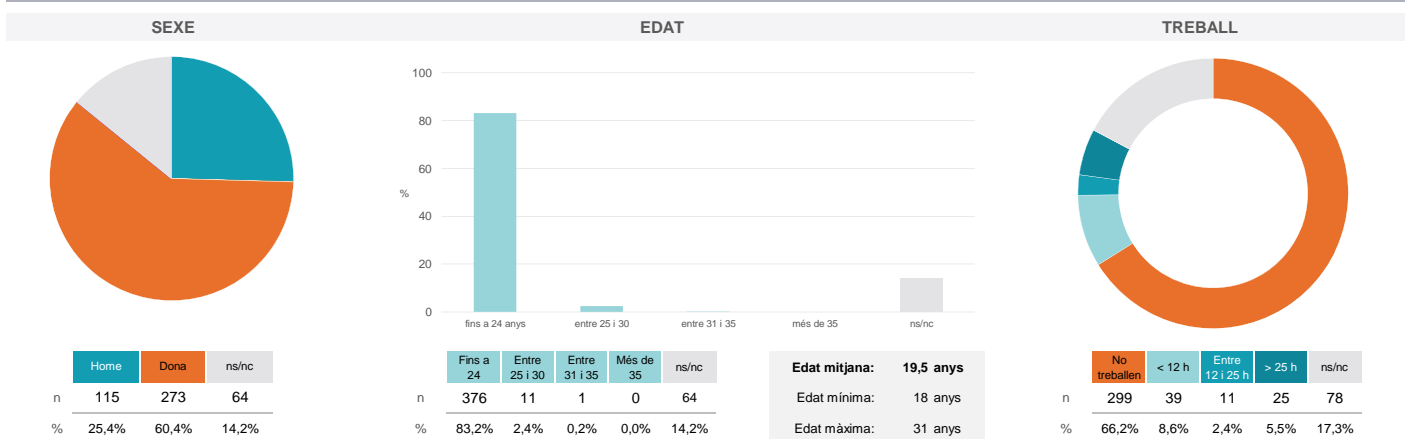 SEXE
EDAT
TREBALL
100
80
60
%
40
20
0
fins a 24 anys
entre 25 i 30
entre 31 i 35
més de 35
ns/nc
Home
Dona
ns/nc
n
115
273
64
%
25,4%
60,4%
14,2%
Fins a
24
Entre
25 i 30
Entre
31 i 35
Més de
35
ns/nc
n
376
11
1
0
64
%
83,2%
2,4%
0,2%
0,0%
14,2%
Edat mitjana: 19,5 anys
Edat mínima: 18 anys
Edat màxima: 31 anys
No
treballen
< 12 h
Entre
12 i 25 h
> 25 h
ns/nc
n
299
39
11
25
78
%
66,2%
8,6%
2,4%
5,5%
17,3%